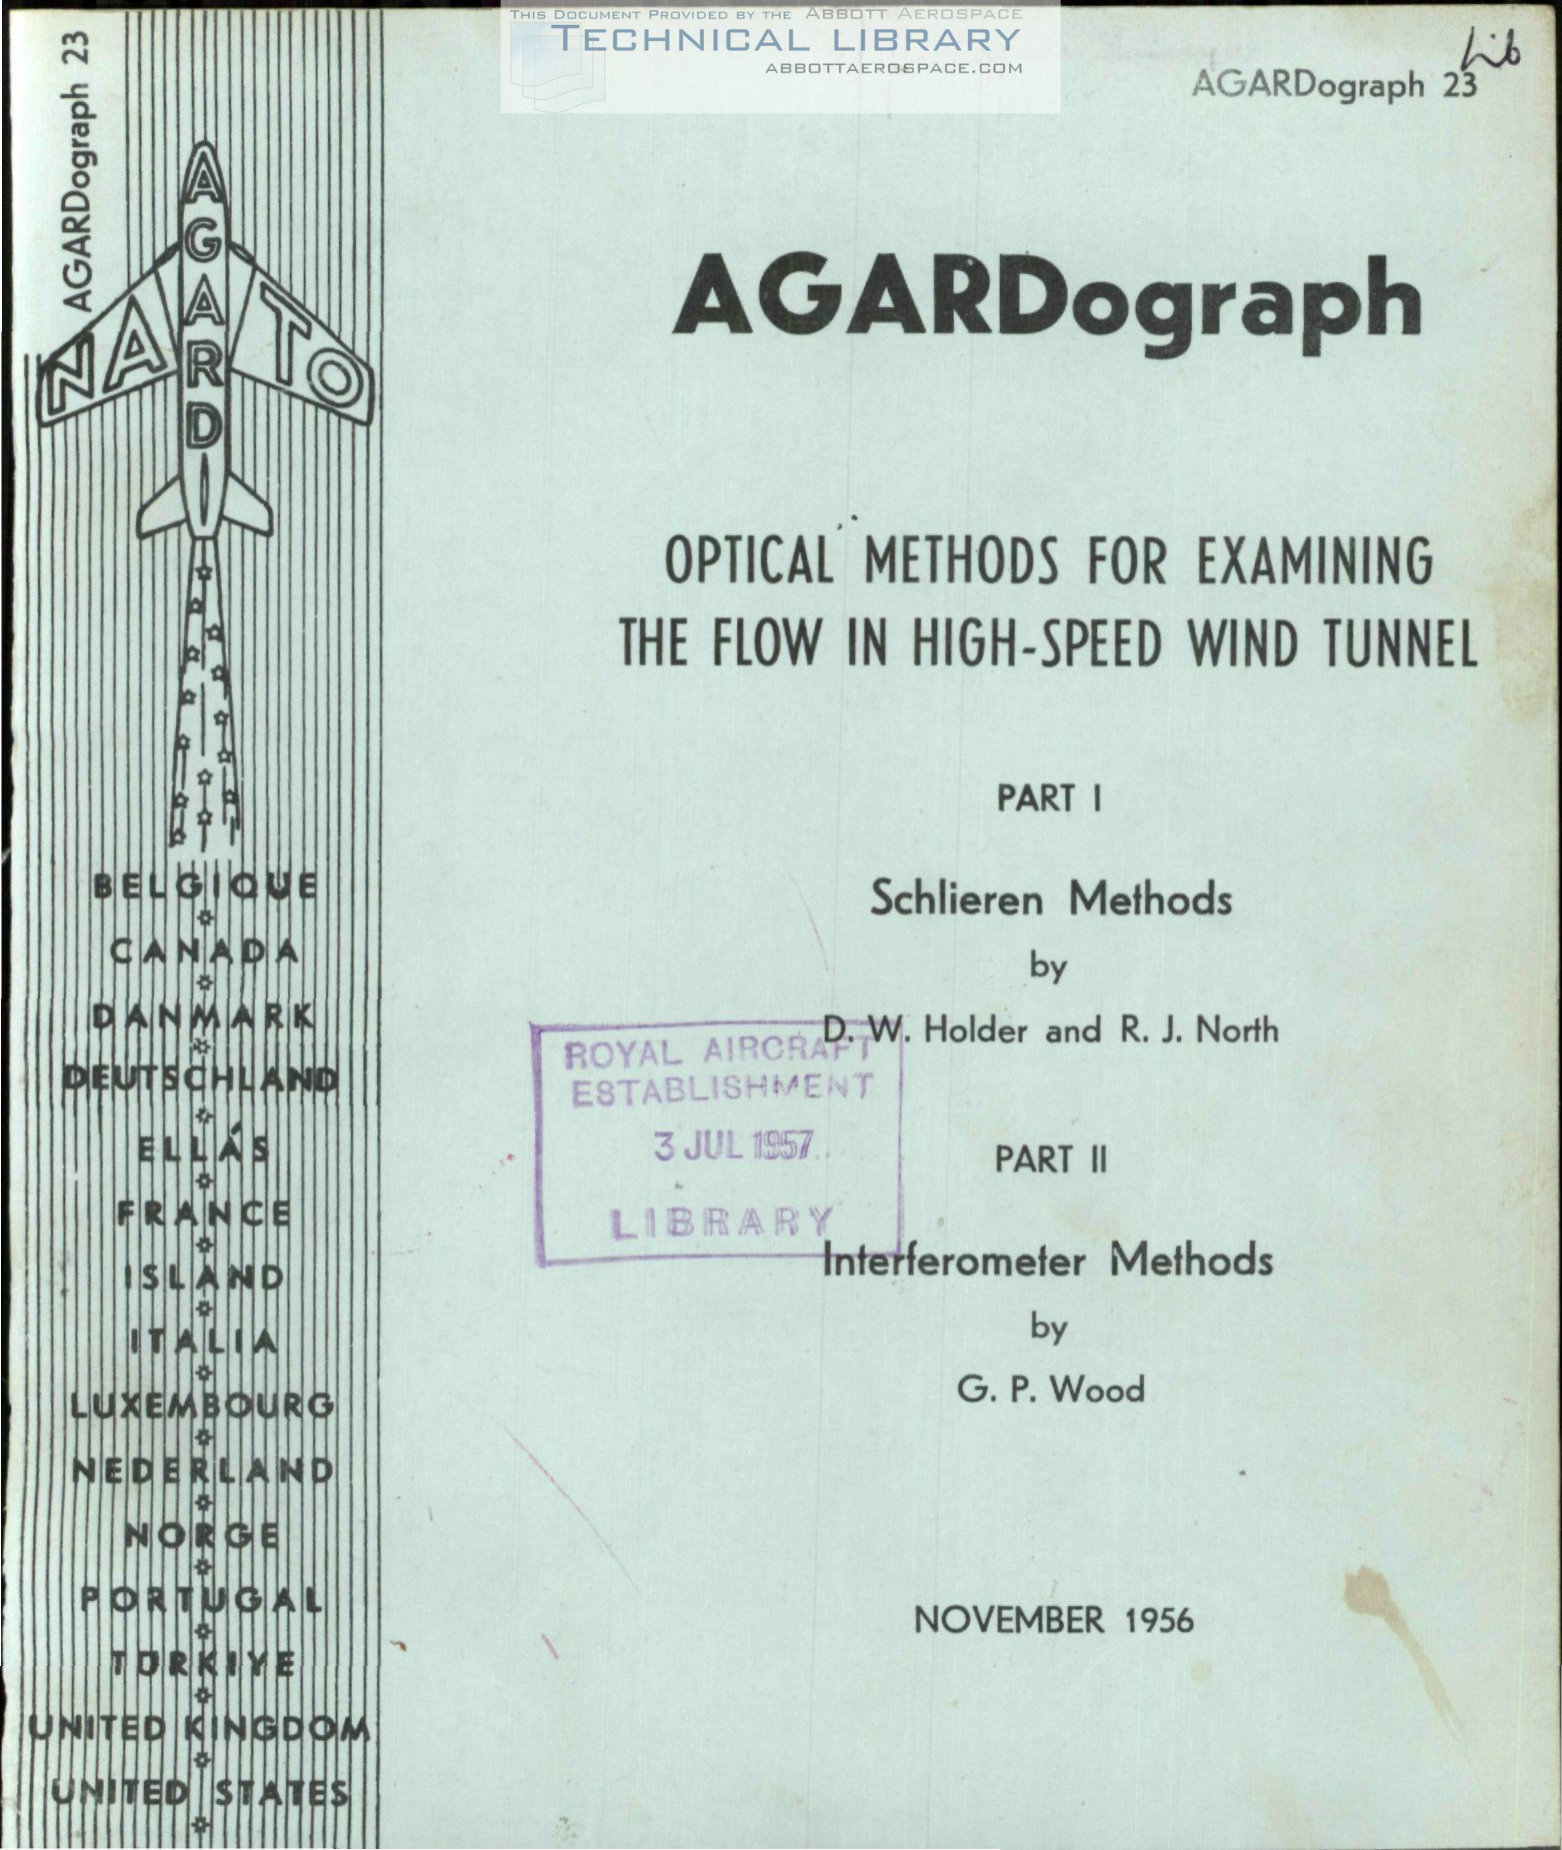 THIS DOCUMENT PROVIDED BY THE ABBOTT AEROSPACE
TECHNICAL LIBRARY
ABBOTTAEROSPACE.COM
AGARDograph 23
Lib
AGARDograph 23
AGARD
NATO
AGARDograph
OPTICAL METHODS FOR EXAMINING
THE FLOW IN HIGH-SPEED WIND TUNNEL
PART I
Schlieren Methods
by
D. W. Holder and R. J. North
ROYAL AIRCRAFT
ESTABLISHMENT
3 JUL 1957
LIBRARY
PART II
Interferometer Methods
by
G. P. Wood
NOVEMBER 1956
BELGIQUE
CANADA
DANMARK
DEUTSCHLAND
ELLÁS
FRANCE
ISLAND
ITALIA
LUXEMBOURG
NEDERLAND
NORGE
PORTUGAL
TÜRKIYE
UNITED KINGDOM
UNITED STATES